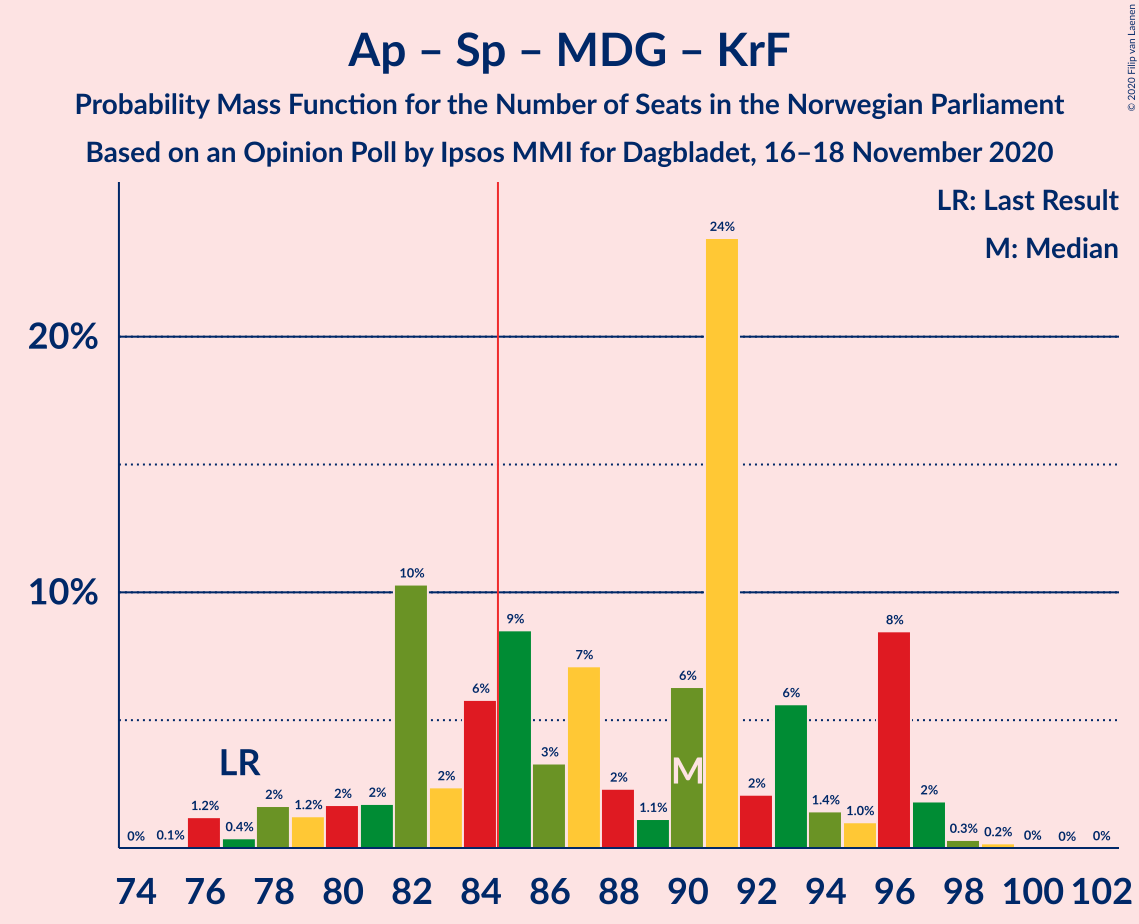 Ap – Sp – MDG – KrF
Probability Mass Function for the Number of Seats in the Norwegian Parliament
Based on an Opinion Poll by Ipsos MMI for Dagbladet, 16–18 November 2020
© 2020 Filip van Laenen
LR: Last Result
M: Median
20%
10%
LR
M
0% 0.1% 1.2% 0.4% 2% 1.2% 2% 2% 10% 2% 6% 9% 3% 7% 2% 1.1% 6% 24% 2% 6% 1.4% 1.0% 8% 2% 0.3% 0.2% 0% 0% 0%
74 76 78 80 82 84 86 88 90 92 94 96 98 100 102